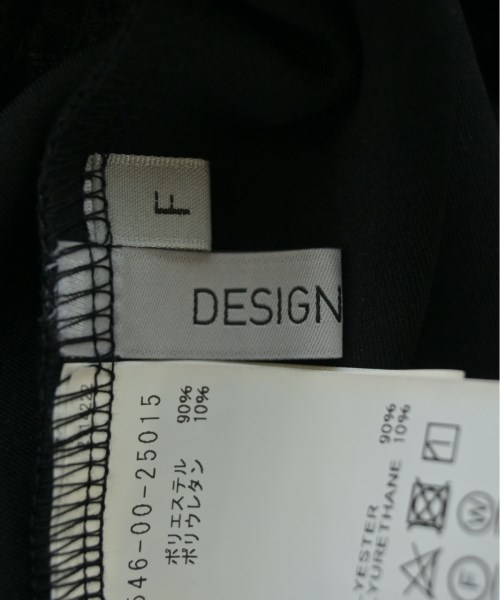 F
DESIGN
546-00-25015
ポリエステル 90%
ポリウレタン 10%
YESTER 90%
LYURETHANE 10%
W